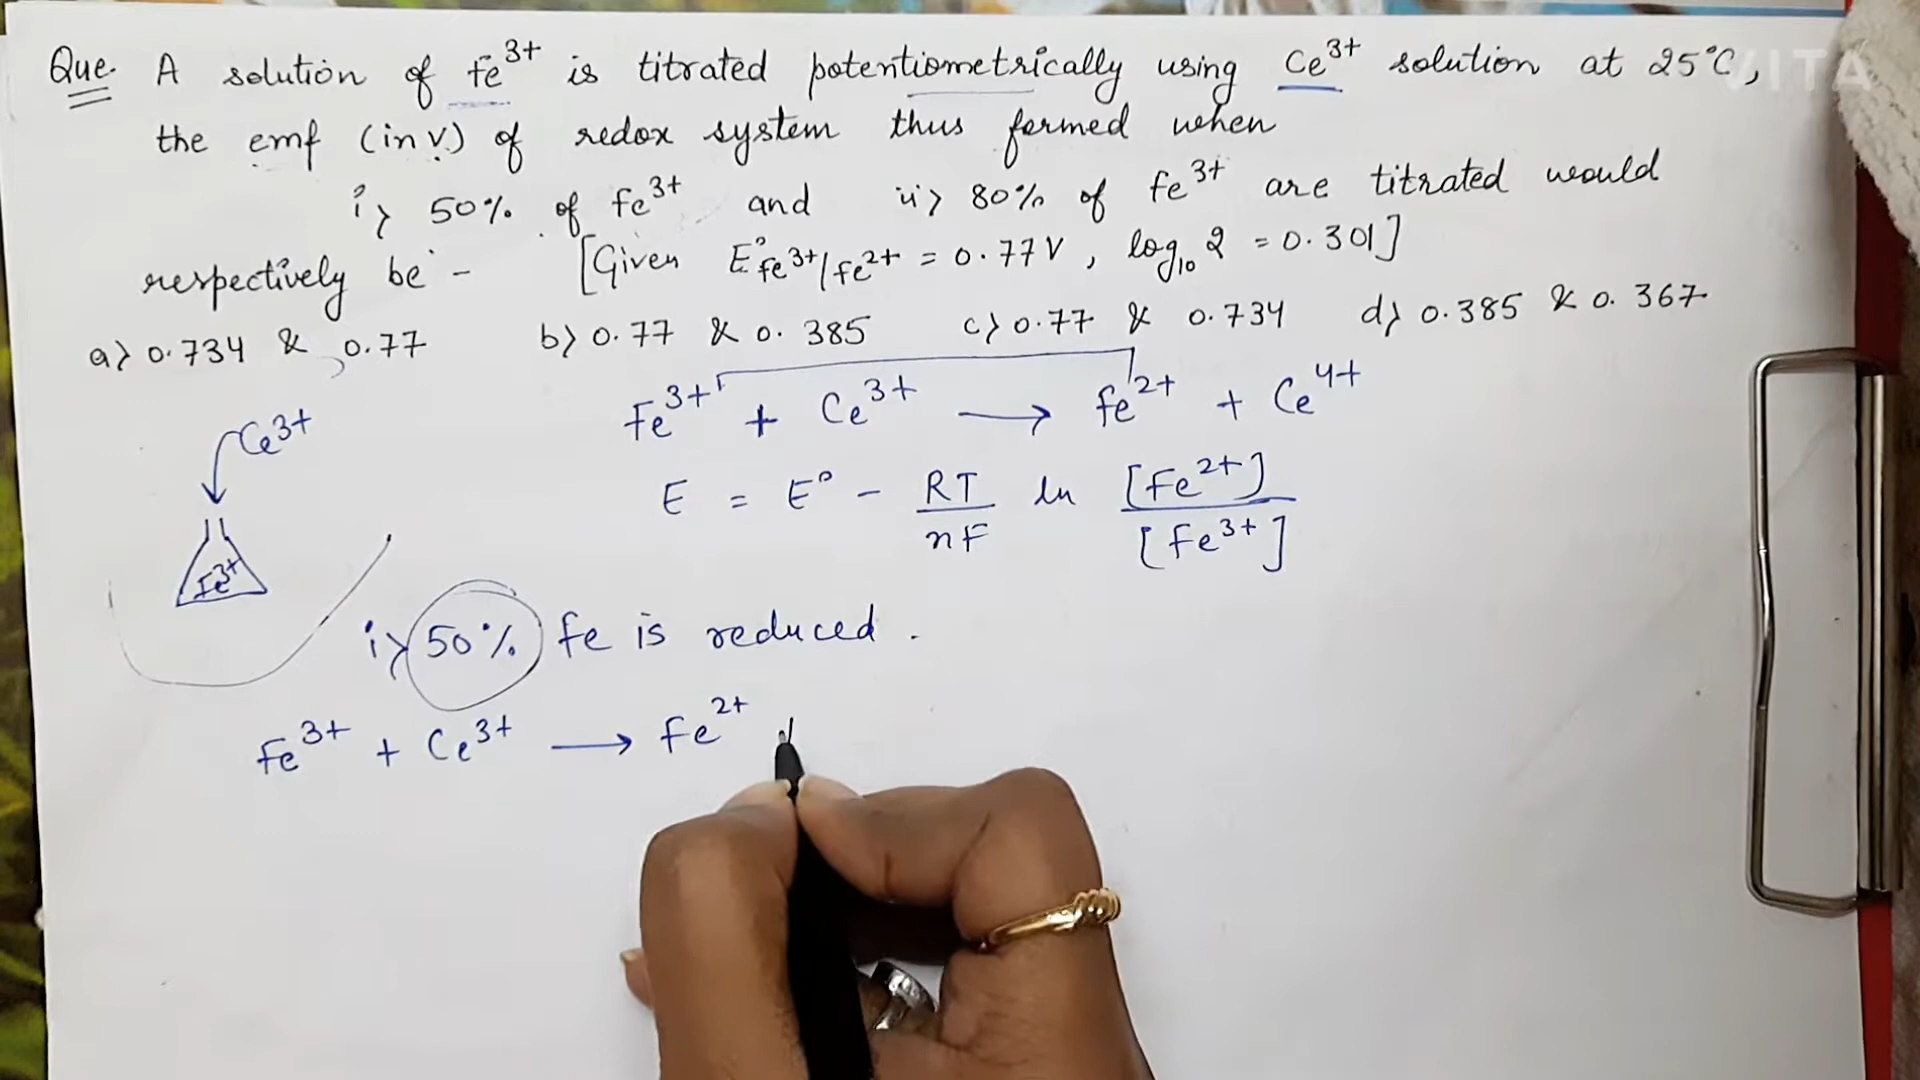 Que. A solution of Fe³⁺ is titrated potentiometrically using Ce³⁺ solution at 25°C,
the emf (in V) of redox system thus formed when
i) 50% of Fe³⁺ and ii) 80% of Fe³⁺ are titrated would
respectively be - [Given E° Fe³⁺/Fe²⁺ = 0.77V, log₁₀ 2 = 0.301]
a) 0.734 & 0.77 b) 0.77 & 0.385 c) 0.77 & 0.734 d) 0.385 & 0.367
Fe³⁺ + Ce³⁺ → Fe²⁺ + Ce⁴⁺
Ce³⁺
E = E° - RT/nF ln [Fe²⁺]/[Fe³⁺]
Fe³⁺
i) 50% Fe is reduced.
Fe³⁺ + Ce³⁺ → Fe²⁺
VITA